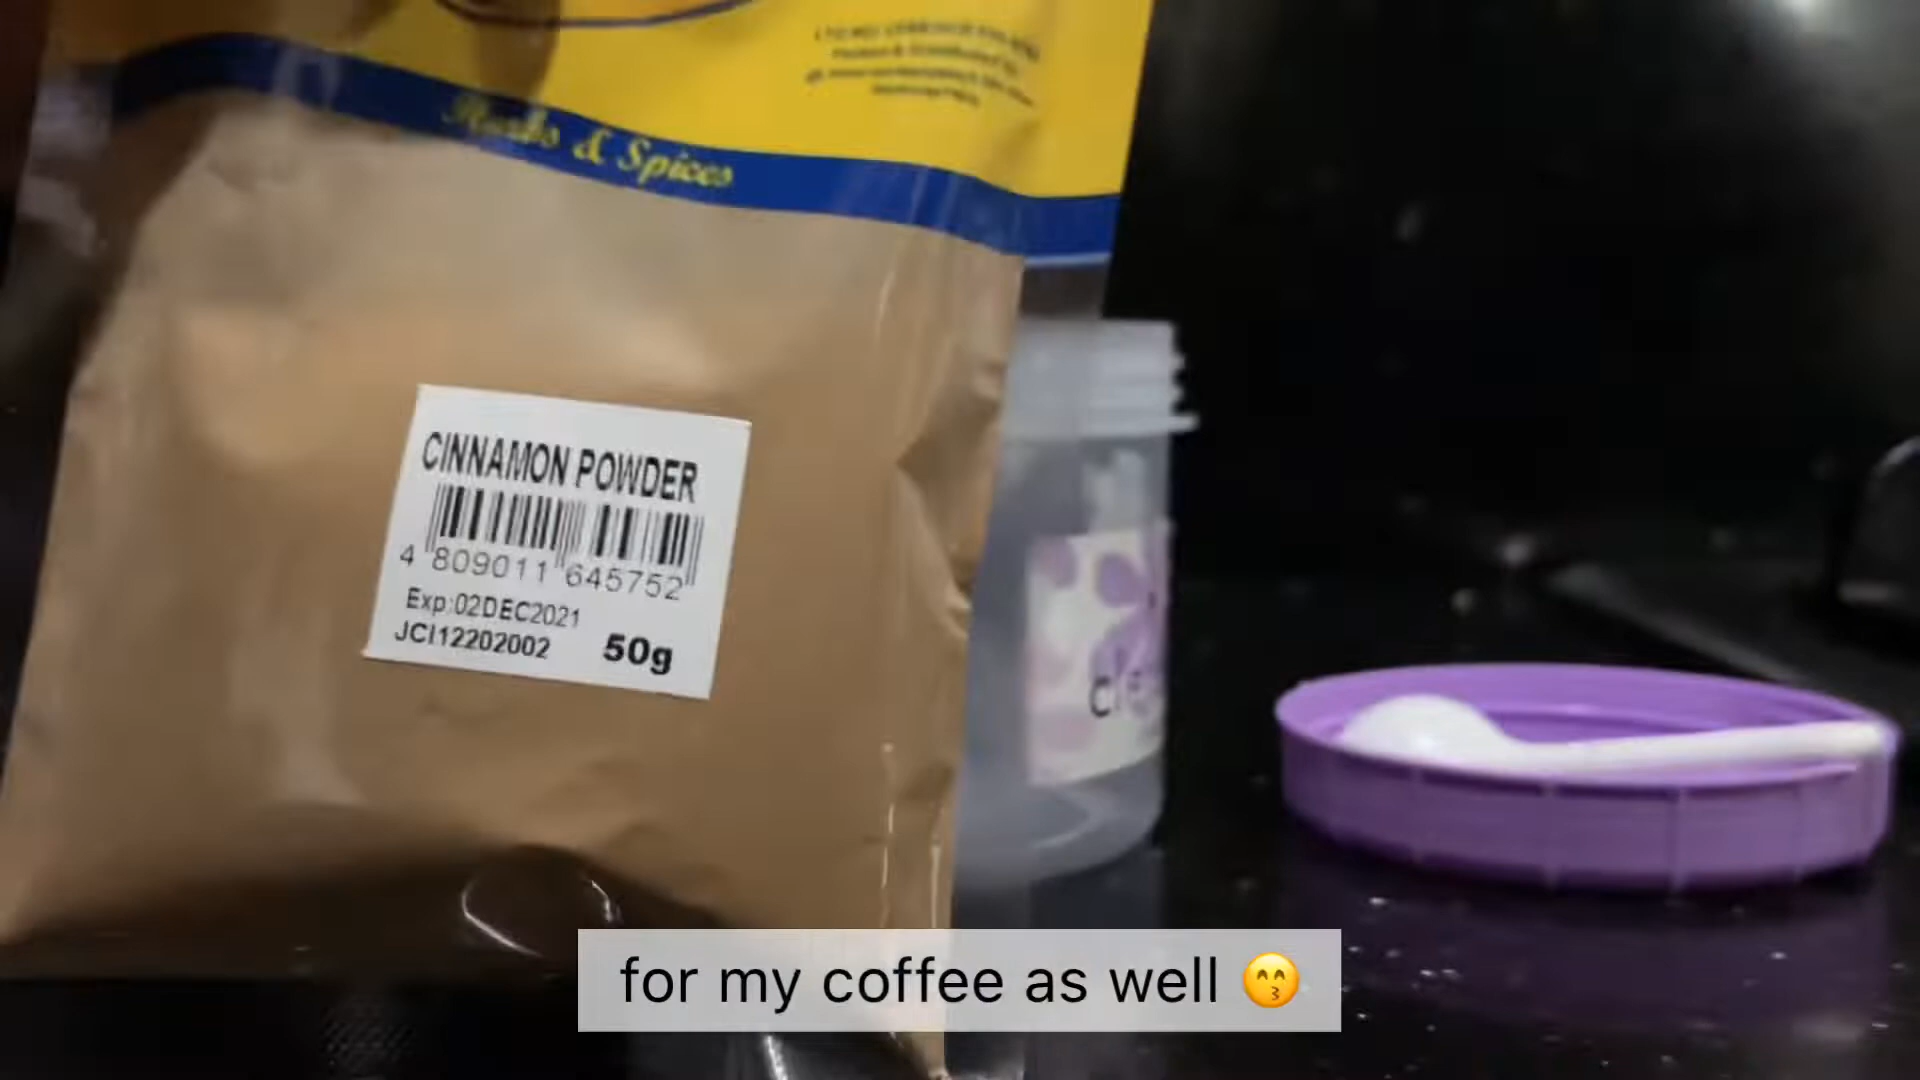 Herbs & Spices
CINNAMON POWDER
4 809011 645752
Exp:02DEC2021
JCI12202002 50g
for my coffee as well 😙